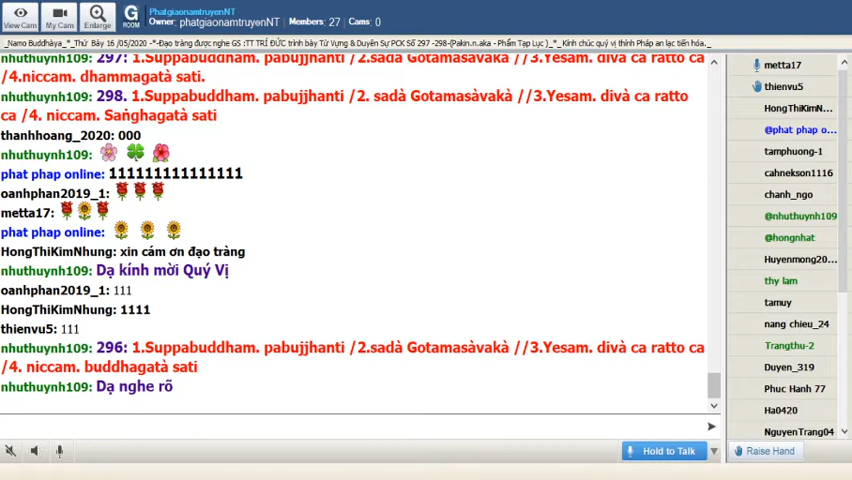 View Cam
My Cam
Enlarge
G
ROOM
PhatgiaonamtruyenNT
Owner: phatgiaonamtruyenNT | Members: 27 | Cams: 0
_Namo Buddhàya_*_Thứ Bảy 16 /05/2020 -*-Đạo tràng được nghe GS :TT TRÍ ĐỨC trình bày Từ Vựng & Duyên Sự PCK Số 297 -298-(Pakin.n.aka - Phẩm Tạp Lục )_*_ Kính chúc quý vị thính Pháp an lạc tiến hóa._
nhuthuynh109: 297: 1.Suppabuddham. pabujjhanti /2.sadà Gotamasàvakà //3.Yesam. divà ca ratto ca
/4.niccam. dhammagatà sati.
nhuthuynh109: 298. 1.Suppabuddham. pabujjhanti /2. sadà Gotamasàvakà //3.Yesam. divà ca ratto
ca /4. niccam. Saṅghagatà sati
thanhhoang_2020: 000
nhuthuynh109:
phat phap online: 111111111111111
oanhphan2019_1:
metta17:
phat phap online:
HongThiKimNhung: xin cám ơn đạo tràng
nhuthuynh109: Dạ kính mời Quý Vị
oanhphan2019_1: 111
HongThiKimNhung: 1111
thienvu5: 111
nhuthuynh109: 296: 1.Suppabuddham. pabujjhanti /2.sadà Gotamasàvakà //3.Yesam. divà ca ratto ca
/4. niccam. buddhagatà sati
nhuthuynh109: Dạ nghe rõ
Hold to Talk
metta17
thienvu5
HongThiKimN...
@phat phap o...
tamphuong-1
cahnekson1116
chanh_ngo
@nhuthuynh109
@hongnhat
Huyenmong20...
thy lam
tamuy
nang chieu_24
Trangthu-2
Duyen_319
Phuc Hanh 77
Ha0420
NguyenTrang04
Raise Hand